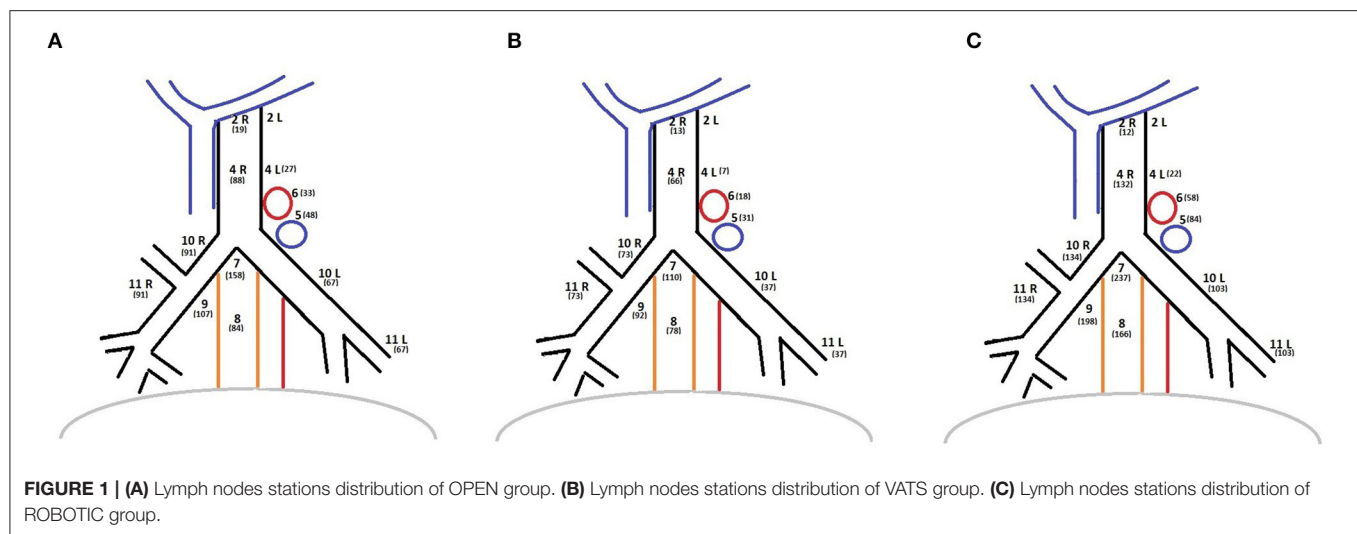 A
2 R
(19)
2 L
4 R
(88)
4 L(27)
6(33)
5(48)
10 R
(91)
7
(158)
10 L
(67)
11 R
(91)
9
(107)
8
(84)
11 L
(67)
B
2 R
(13)
2 L
4 R
(66)
4 L(7)
6(18)
5(31)
10 R
(73)
7
(110)
10 L
(37)
11 R
(73)
9
(92)
8
(78)
11 L
(37)
C
2 R
(12)
2 L
4 R
(132)
4 L(22)
6(58)
5(84)
10 R
(134)
7
(237)
10 L
(103)
11 R
(134)
9
(198)
8
(166)
11 L
(103)
FIGURE 1 | (A) Lymph nodes stations distribution of OPEN group. (B) Lymph nodes stations distribution of VATS group. (C) Lymph nodes stations distribution of
ROBOTIC group.